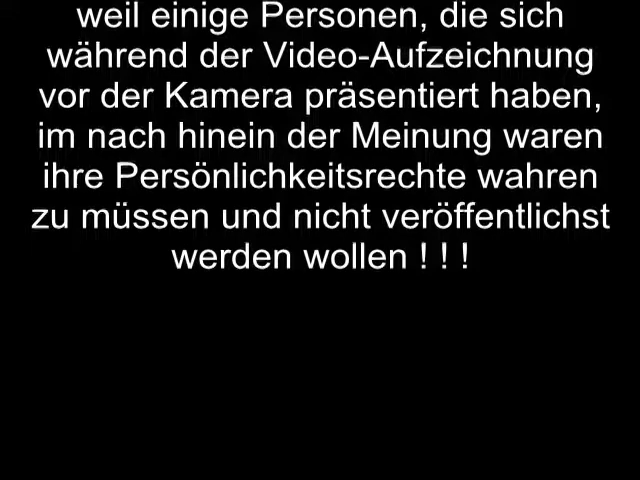 weil einige Personen, die sich
während der Video-Aufzeichnung
vor der Kamera präsentiert haben,
im nach hinein der Meinung waren
ihre Persönlichkeitsrechte wahren
zu müssen und nicht veröffentlichst
werden wollen ! ! !